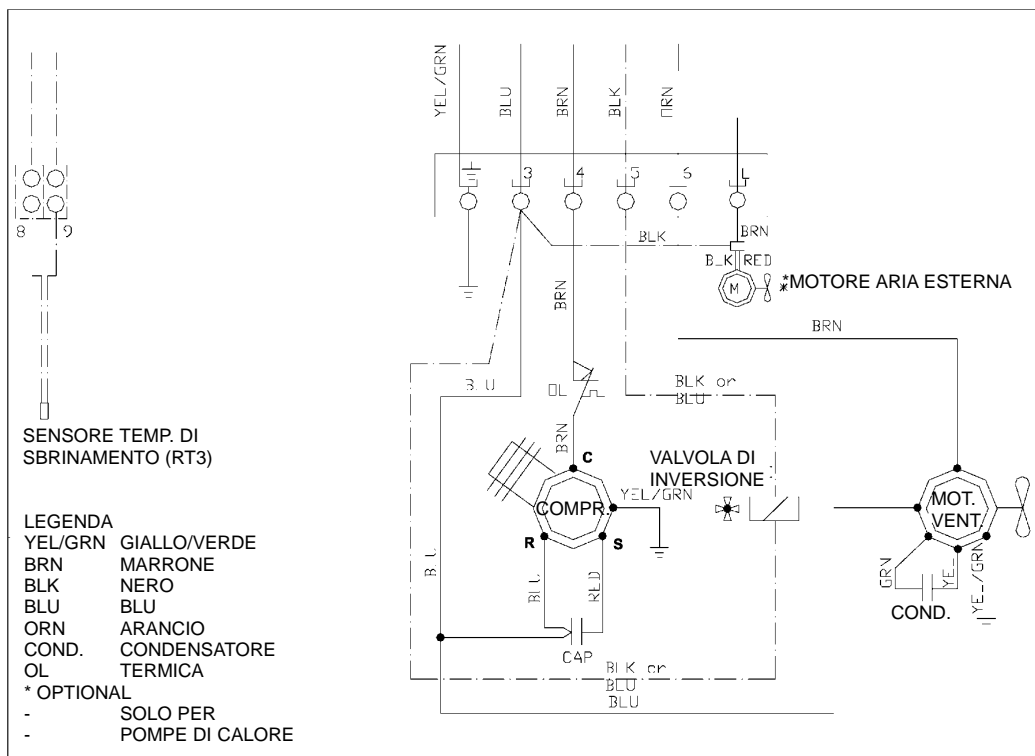 YEL/GRN
BLU
BRN
BLK
3
4
5
6
L
8 9
BRN
BLK
RED
*MOTORE ARIA ESTERNA
*
BRN
BRN
BLU
OL
BLK or
BLU
SENSORE TEMP. DI
SBRINAMENTO (RT3)
BRN
C
VALVOLA DI
INVERSIONE
YEL/GRN
COMPR.
MOT.
VENT.
R
S
LEGENDA
YEL/GRN GIALLO/VERDE
BRN MARRONE
BLK NERO
BLU BLU
ORN ARANCIO
COND. CONDENSATORE
OL TERMICA
* OPTIONAL
- SOLO PER
- POMPE DI CALORE
BLU
RED
GRN
YEL/GRN
COND.
CAP
BLK or
BLU
BLU
M